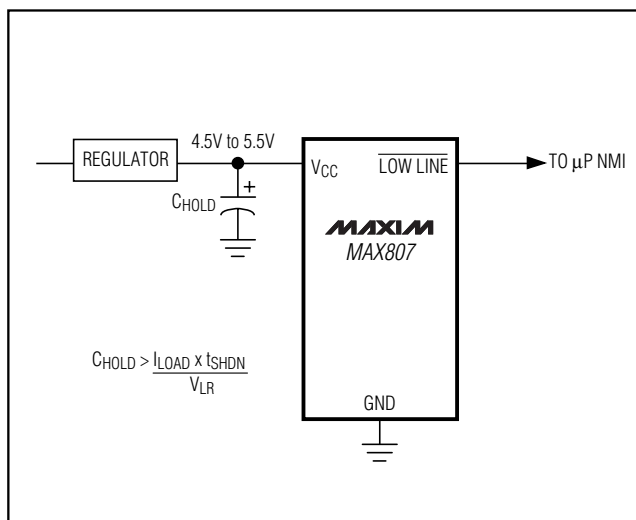 4.5V to 5.5V
REGULATOR
VCC
LOW LINE
TO μP NMI
+
CHOLD
MAXIM
MAX807
CHOLD > ILOAD x tSHDN
VLR
GND